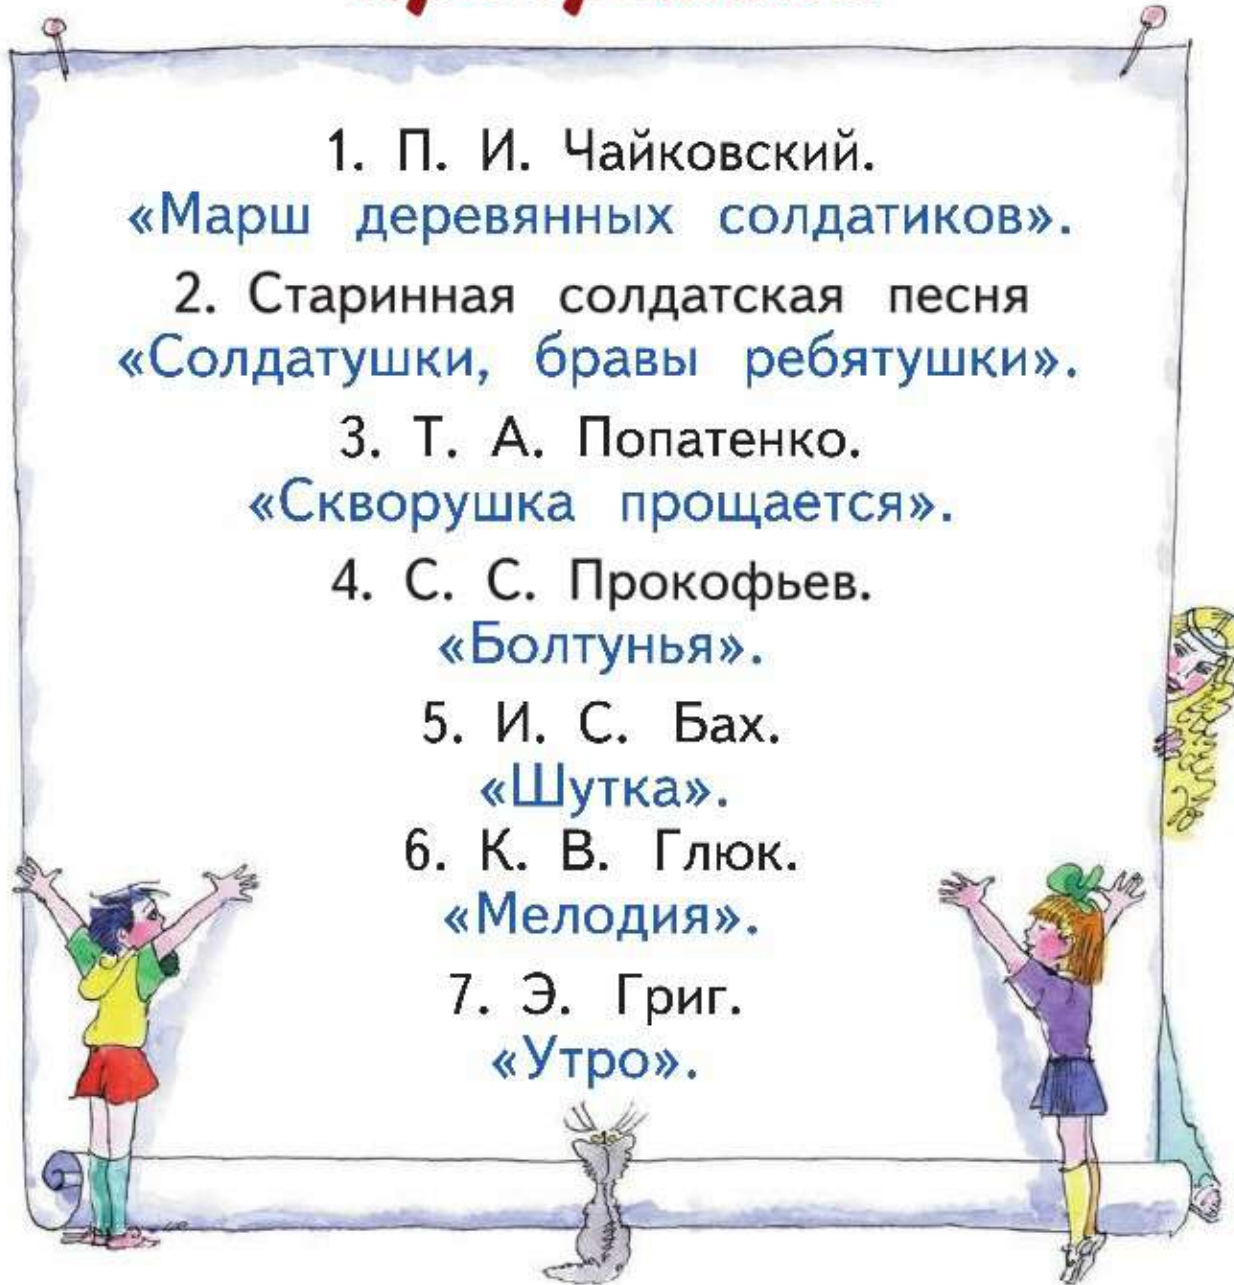 1. П. И. Чайковский.
«Марш деревянных солдатиков».
2. Старинная солдатская песня
«Солдатушки, бравы ребятушки».
3. Т. А. Попатенко.
«Скворушка прощается».
4. С. С. Прокофьев.
«Болтунья».
5. И. С. Бах.
«Шутка».
6. К. В. Глюк.
«Мелодия».
7. Э. Григ.
«Утро».